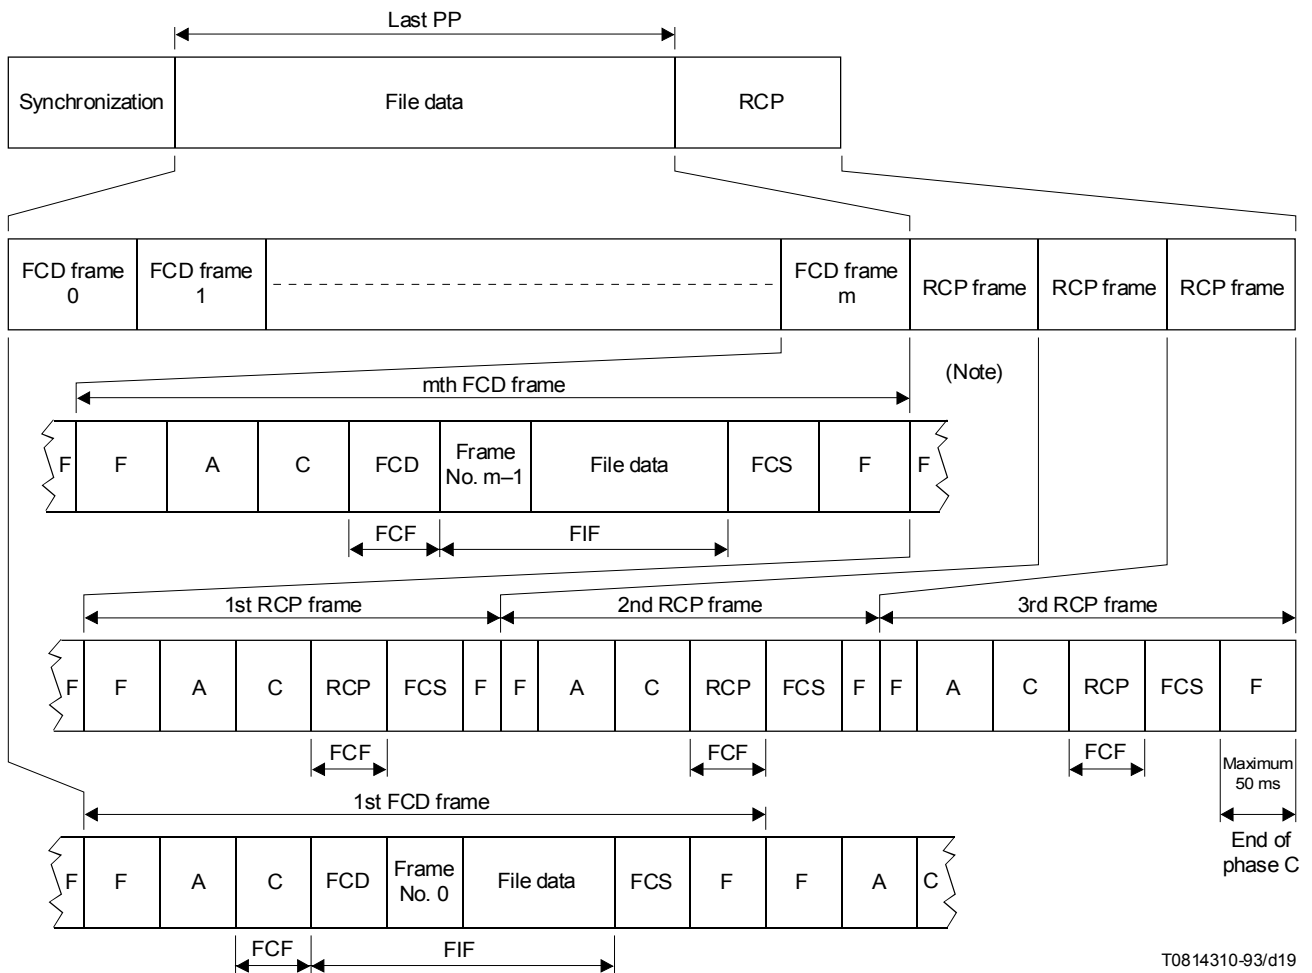 Last PP
Synchronization File data RCP
FCD frame 0 FCD frame 1 FCD frame m RCP frame RCP frame RCP frame
(Note)
mth FCD frame
F F A C FCD Frame No. m–1 File data FCS F F
FCF FIF
1st RCP frame 2nd RCP frame 3rd RCP frame
F F A C RCP FCS F F A C RCP FCS F F A C RCP FCS F
FCF FCF FCF
Maximum
50 ms
End of
phase C
1st FCD frame
F F A C FCD Frame No. 0 File data FCS F F A C
FCF FIF
T0814310-93/d19